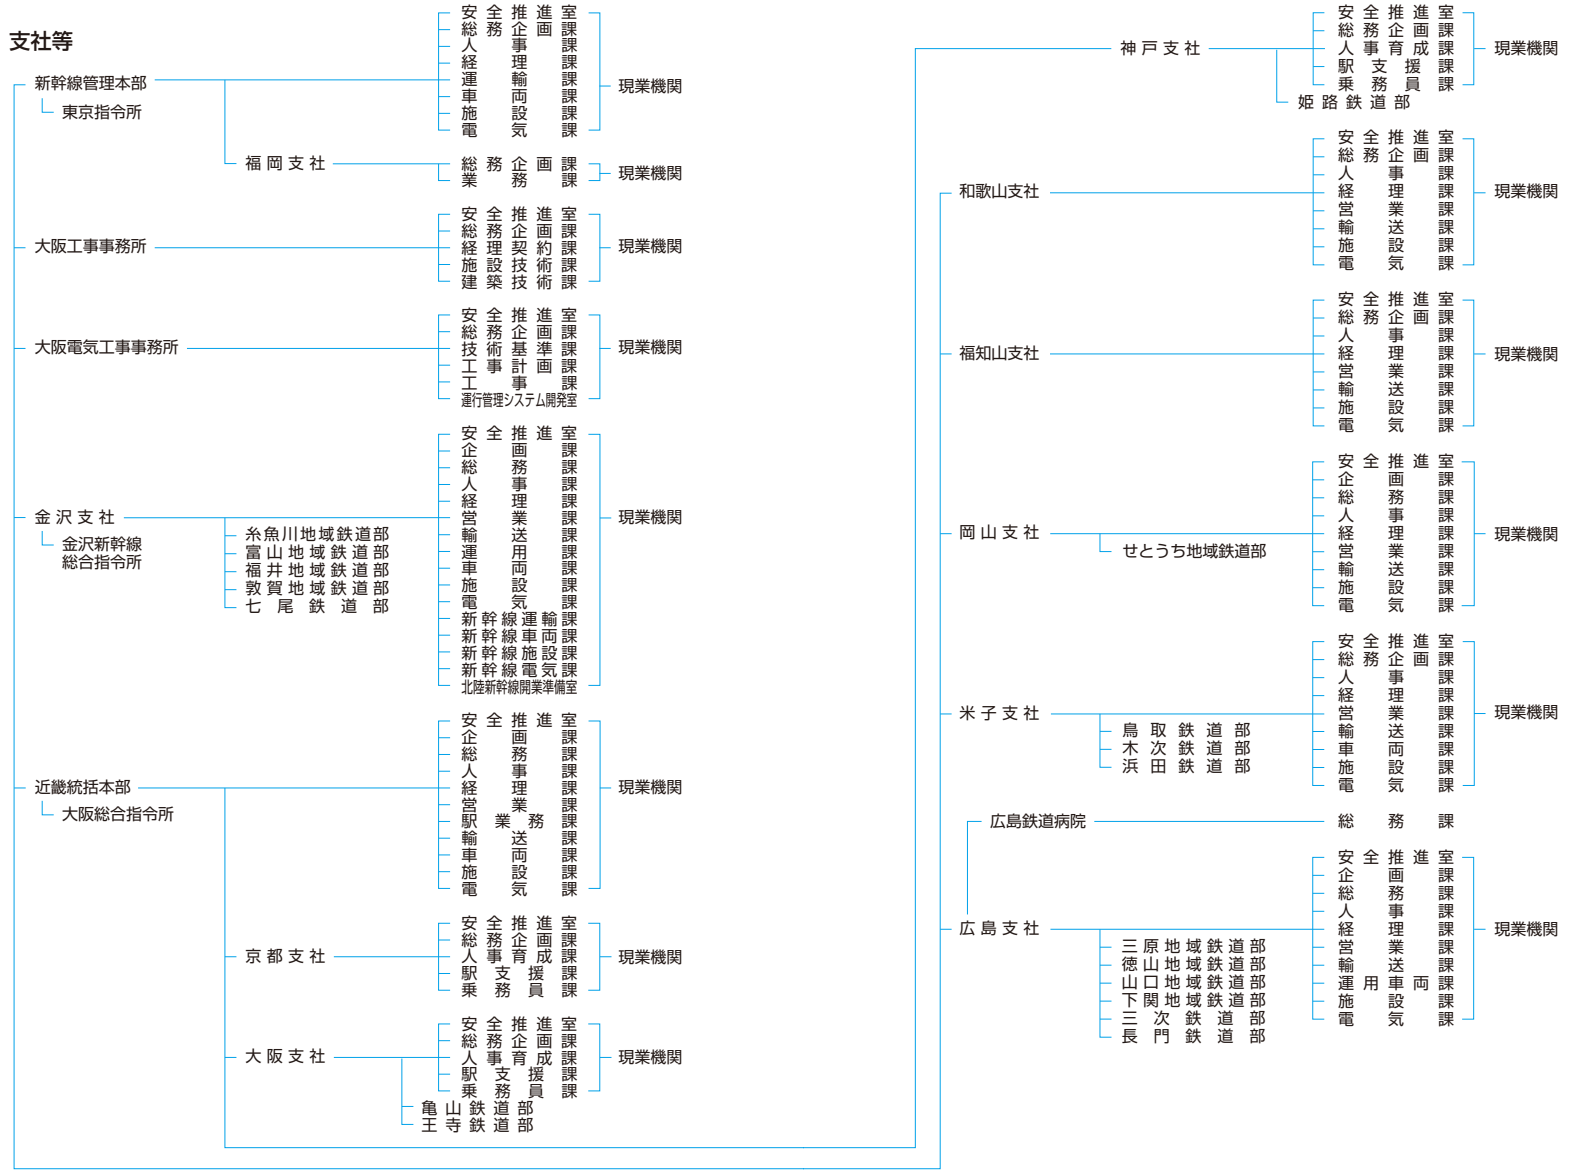 支社等
新幹線管理本部
東京指令所
安全推進室
総務企画課
人事課
経理課
運輸課
車両課
施設課
電気課
現業機関
福岡支社
総務企画課
業務課
現業機関
大阪工事事務所
安全推進室
総務企画課
経理契約課
施設技術課
建築技術課
現業機関
大阪電気工事事務所
安全推進室
総務企画課
技術基準課
工事計画課
工事課
運行管理システム開発室
現業機関
金沢支社
金沢新幹線
総合指令所
糸魚川地域鉄道部
富山地域鉄道部
福井地域鉄道部
敦賀地域鉄道部
七尾鉄道部
安全推進室
企画課
総務課
人事課
経理課
営業課
輸送課
運用課
車両課
施設課
電気課
新幹線運輸課
新幹線車両課
新幹線施設課
新幹線電気課
北陸新幹線開業準備室
現業機関
近畿統括本部
大阪総合指令所
安全推進室
企画課
総務課
人事課
経理課
営業課
駅業務課
輸送課
車両課
施設課
電気課
現業機関
京都支社
安全推進室
総務企画課
人事育成課
駅支援課
乗務員課
現業機関
大阪支社
安全推進室
総務企画課
人事育成課
駅支援課
乗務員課
現業機関
亀山鉄道部
王寺鉄道部
神戸支社
安全推進室
総務企画課
人事育成課
駅支援課
乗務員課
現業機関
姫路鉄道部
和歌山支社
安全推進室
総務企画課
人事課
経理課
営業課
輸送課
施設課
電気課
現業機関
福知山支社
安全推進室
総務企画課
人事課
経理課
営業課
輸送課
施設課
電気課
現業機関
岡山支社
せとうち地域鉄道部
安全推進室
企画課
総務課
人事課
経理課
営業課
輸送課
施設課
電気課
現業機関
米子支社
鳥取鉄道部
木次鉄道部
浜田鉄道部
安全推進室
総務企画課
人事課
経理課
営業課
輸送課
車両課
施設課
電気課
現業機関
広島鉄道病院
総務課
広島支社
三原地域鉄道部
徳山地域鉄道部
山口地域鉄道部
下関地域鉄道部
三次鉄道部
長門鉄道部
安全推進室
企画課
総務課
人事課
経理課
営業課
輸送課
運用車両課
施設課
電気課
現業機関